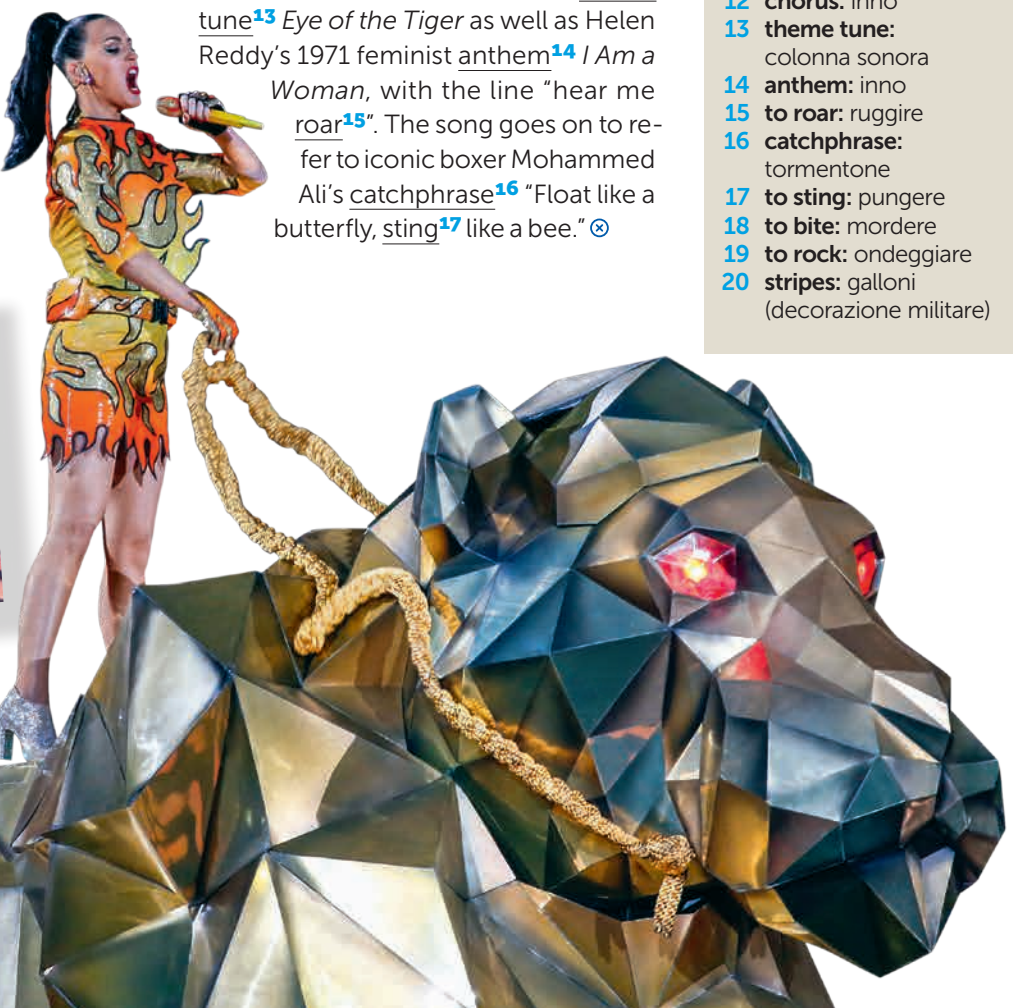 tune13 Eye of the Tiger as well as Helen
Reddy's 1971 feminist anthem14 I Am a
Woman, with the line "hear me
roar15". The song goes on to re-
fer to iconic boxer Mohammed
Ali's catchphrase16 "Float like a
butterfly, sting17 like a bee."
12 chorus: inno
13 theme tune:
colonna sonora
14 anthem: inno
15 to roar: ruggire
16 catchphrase:
tormentone
17 to sting: pungere
18 to bite: mordere
19 to rock: ondeggiare
20 stripes: galloni
(decorazione militare)